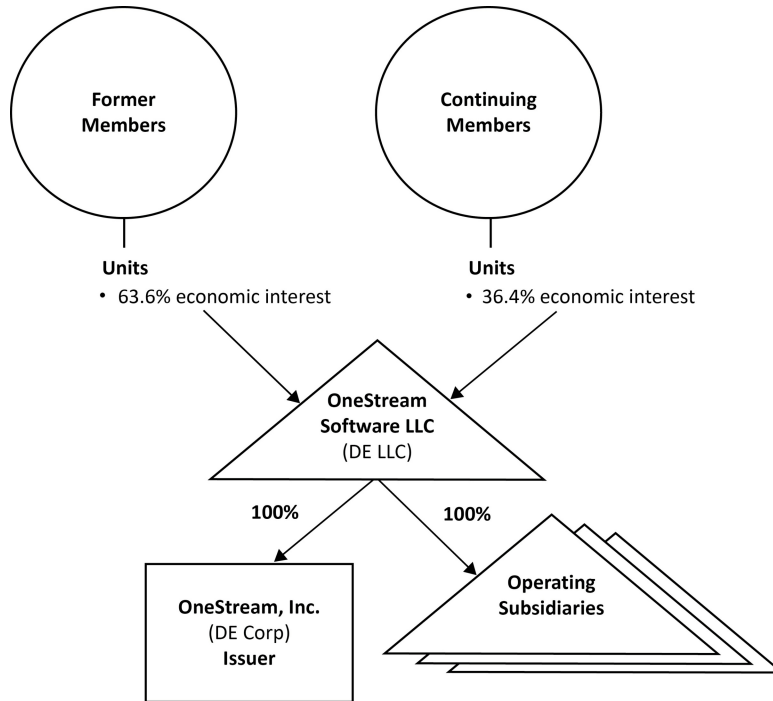 Former
Members
Continuing
Members
Units
• 63.6% economic interest
Units
• 36.4% economic interest
OneStream
Software LLC
(DE LLC)
100%
100%
OneStream, Inc.
(DE Corp)
Issuer
Operating
Subsidiaries